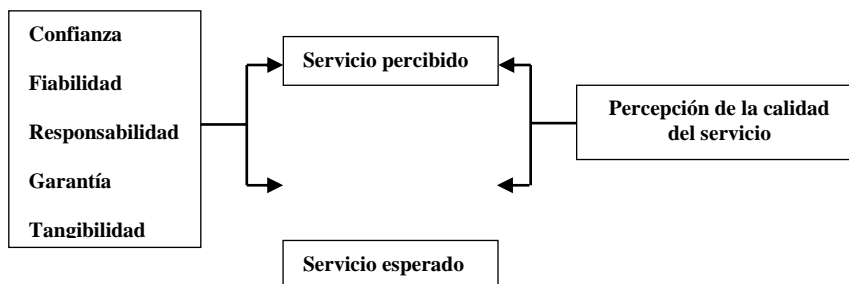 Confianza
Fiabilidad
Responsabilidad
Garantía
Tangibilidad
Servicio percibido
Servicio esperado
Percepción de la calidad
del servicio